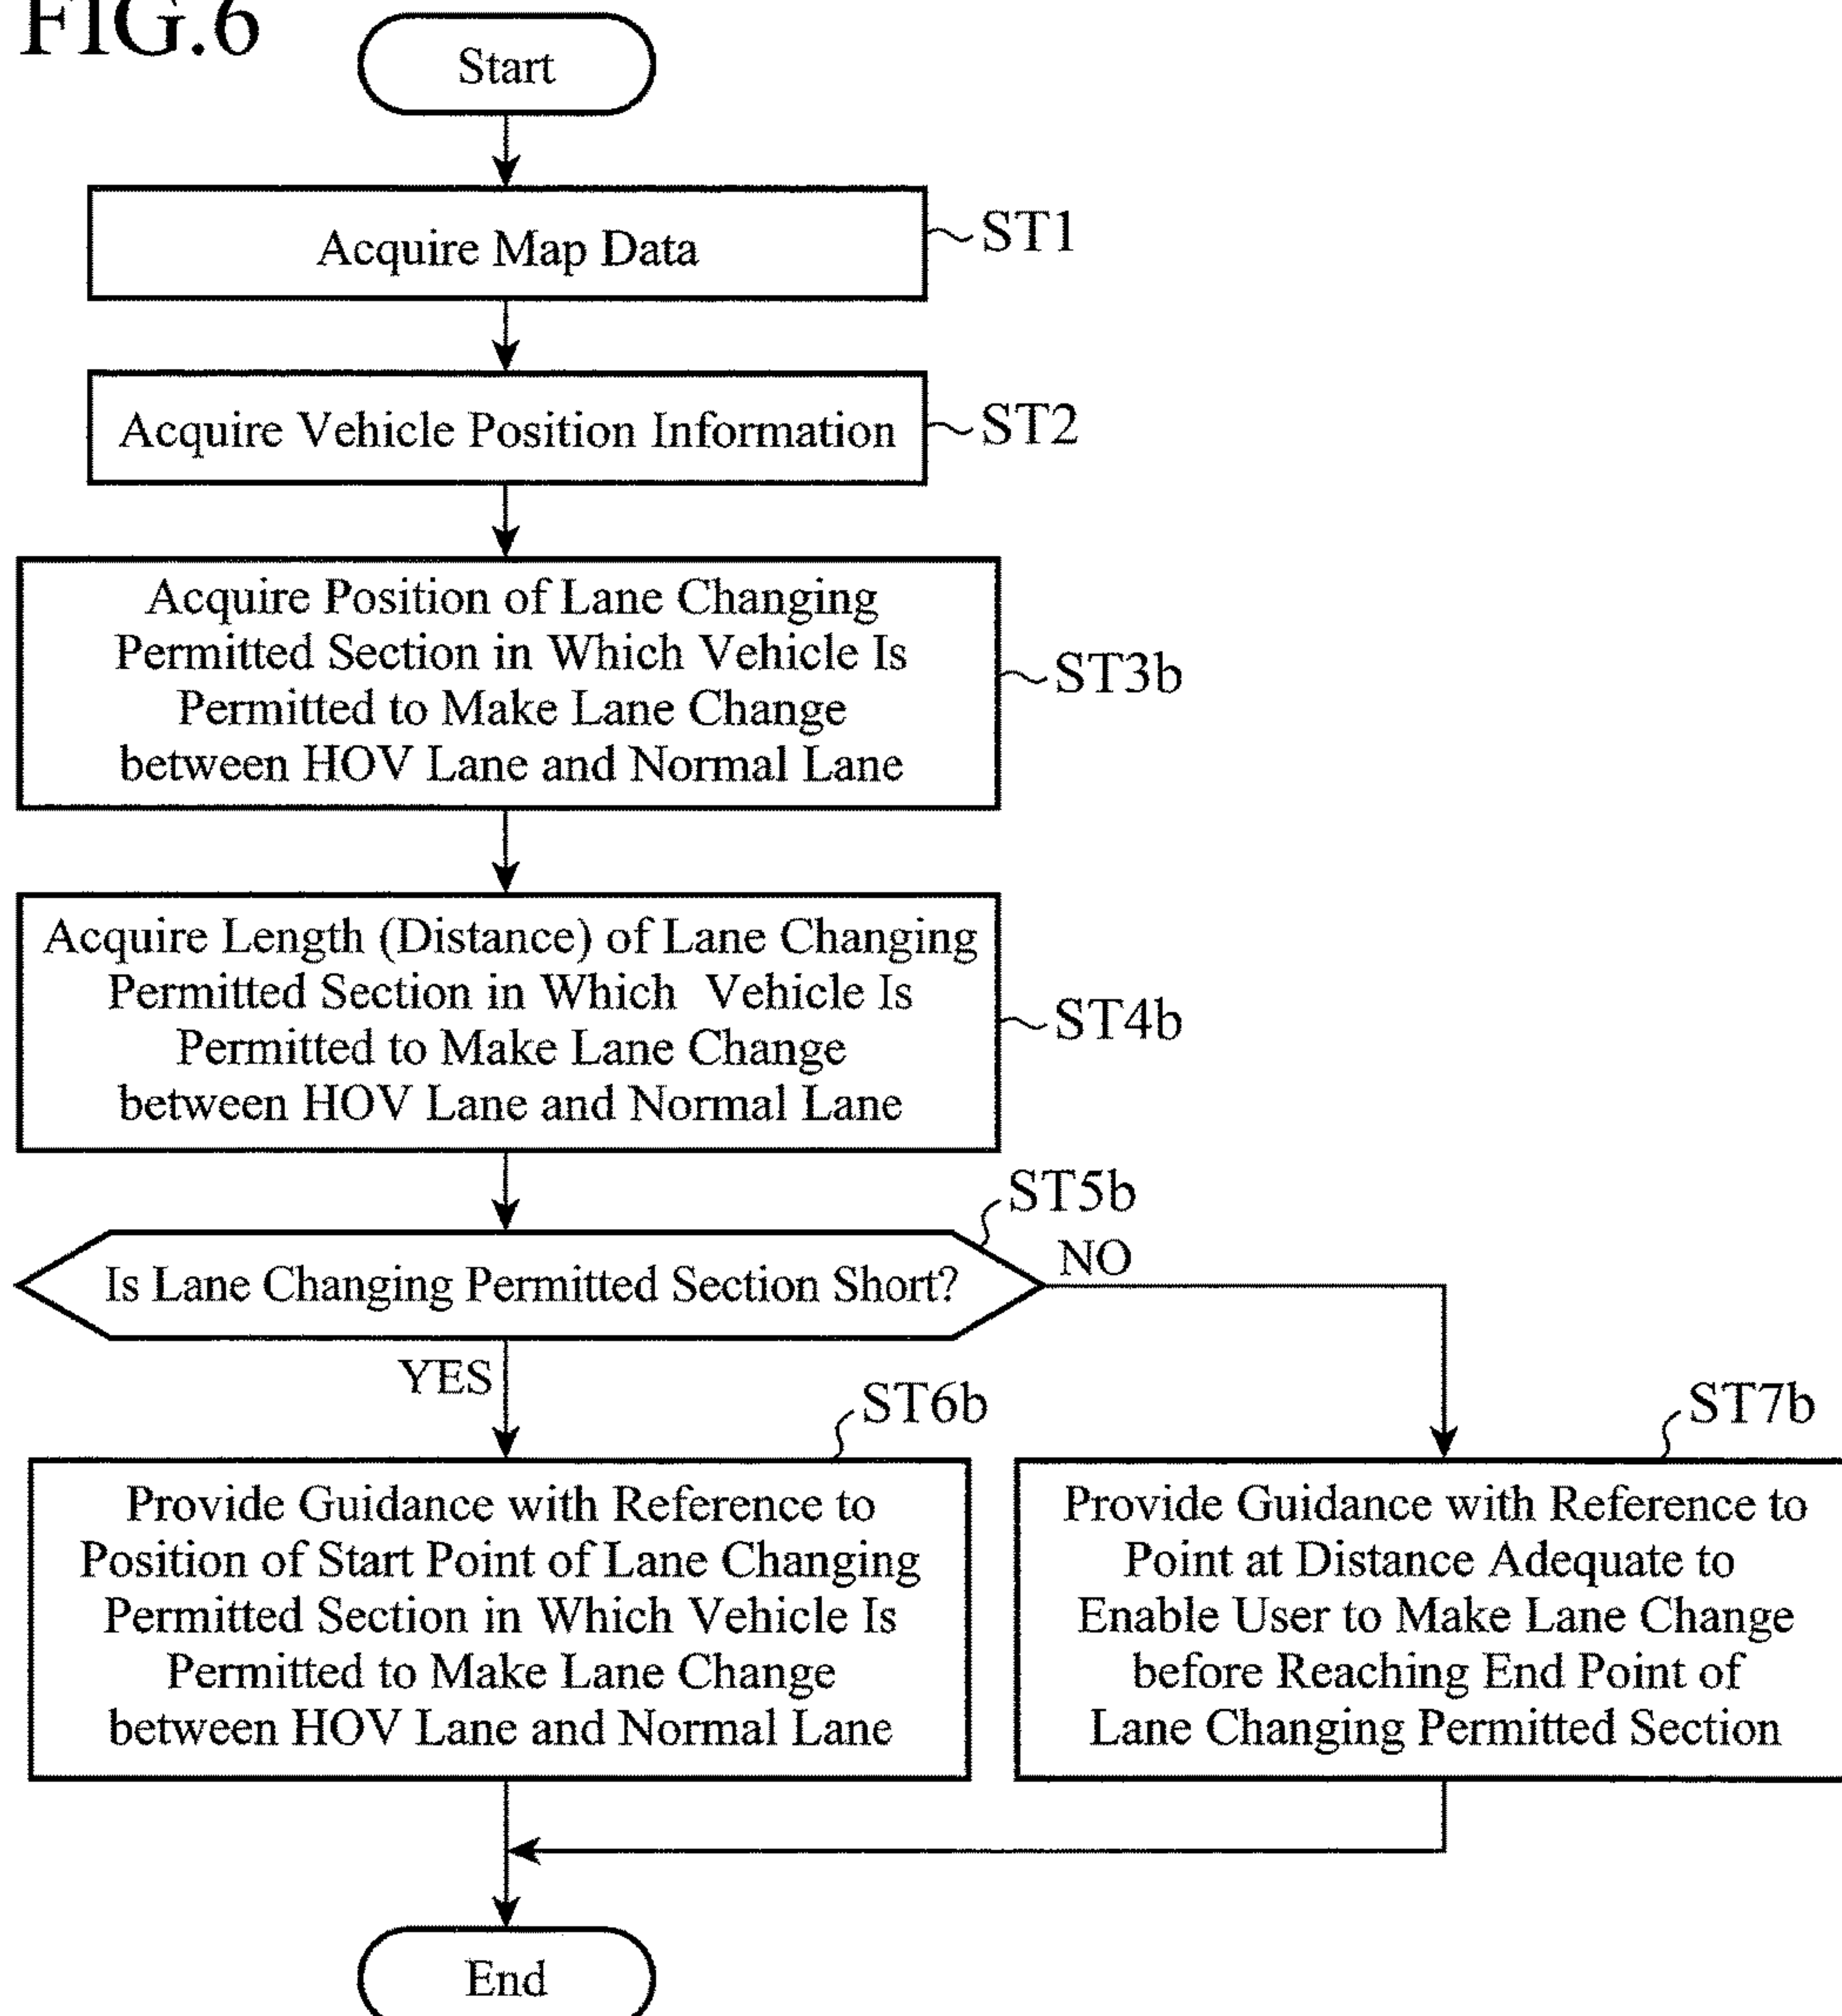 FIG.6
Start
Acquire Map Data
ST1
Acquire Vehicle Position Information
ST2
Acquire Position of Lane Changing
Permitted Section in Which Vehicle Is
Permitted to Make Lane Change
between HOV Lane and Normal Lane
ST3b
Acquire Length (Distance) of Lane Changing
Permitted Section in Which Vehicle Is
Permitted to Make Lane Change
between HOV Lane and Normal Lane
ST4b
ST5b
Is Lane Changing Permitted Section Short?
NO
YES
ST6b
Provide Guidance with Reference to
Position of Start Point of Lane Changing
Permitted Section in Which Vehicle Is
Permitted to Make Lane Change
between HOV Lane and Normal Lane
ST7b
Provide Guidance with Reference to
Point at Distance Adequate to
Enable User to Make Lane Change
before Reaching End Point of
Lane Changing Permitted Section
End